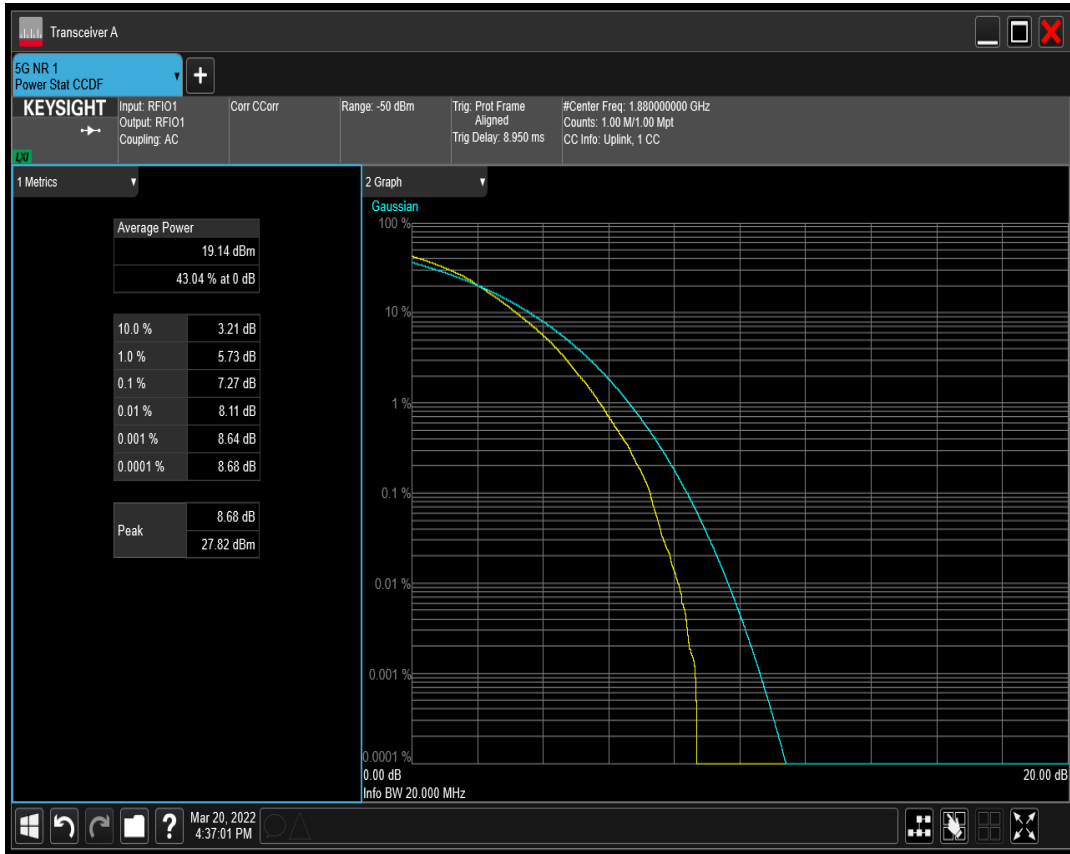 Transceiver A
5G NR 1
Power Stat CCDF
+
KEYSIGHT
LXI
Input: RFIO1
Output: RFIO1
Coupling: AC
Corr CCorr
Range: -50 dBm
Trig: Prot Frame
Aligned
Trig Delay: 8.950 ms
#Center Freq: 1.880000000 GHz
Counts: 1.00 M/1.00 Mpt
CC Info: Uplink, 1 CC
1 Metrics
Average Power
19.14 dBm
43.04 % at 0 dB
10.0 % 3.21 dB
1.0 % 5.73 dB
0.1 % 7.27 dB
0.01 % 8.11 dB
0.001 % 8.64 dB
0.0001 % 8.68 dB
Peak
8.68 dB
27.82 dBm
2 Graph
Gaussian
100 %
10 %
1 %
0.1 %
0.01 %
0.001 %
0.0001 %
0.00 dB 20.00 dB
Info BW 20.000 MHz
?
Mar 20, 2022
4:37:01 PM